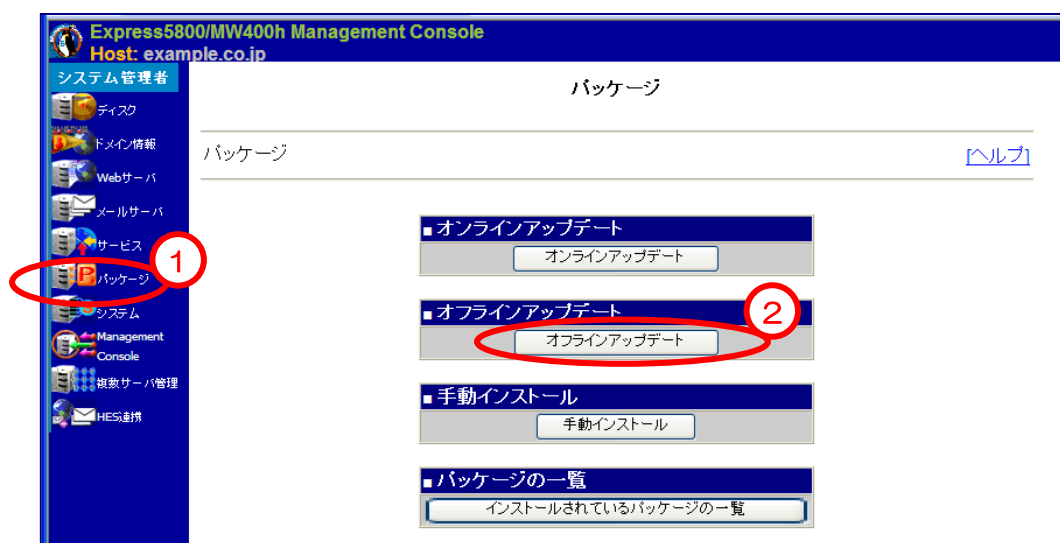 Express5800/MW400h Management Console
Host: example.co.jp
システム管理者
ディスク
ドメイン情報
Webサーバ
メールサーバ
サービス
パッケージ
システム
Management
Console
複数サーバ管理
HES連携
1
パッケージ
パッケージ
[ヘルプ]
■オンラインアップデート
オンラインアップデート
■オフラインアップデート
2
オフラインアップデート
■手動インストール
手動インストール
■パッケージの一覧
インストールされているパッケージの一覧